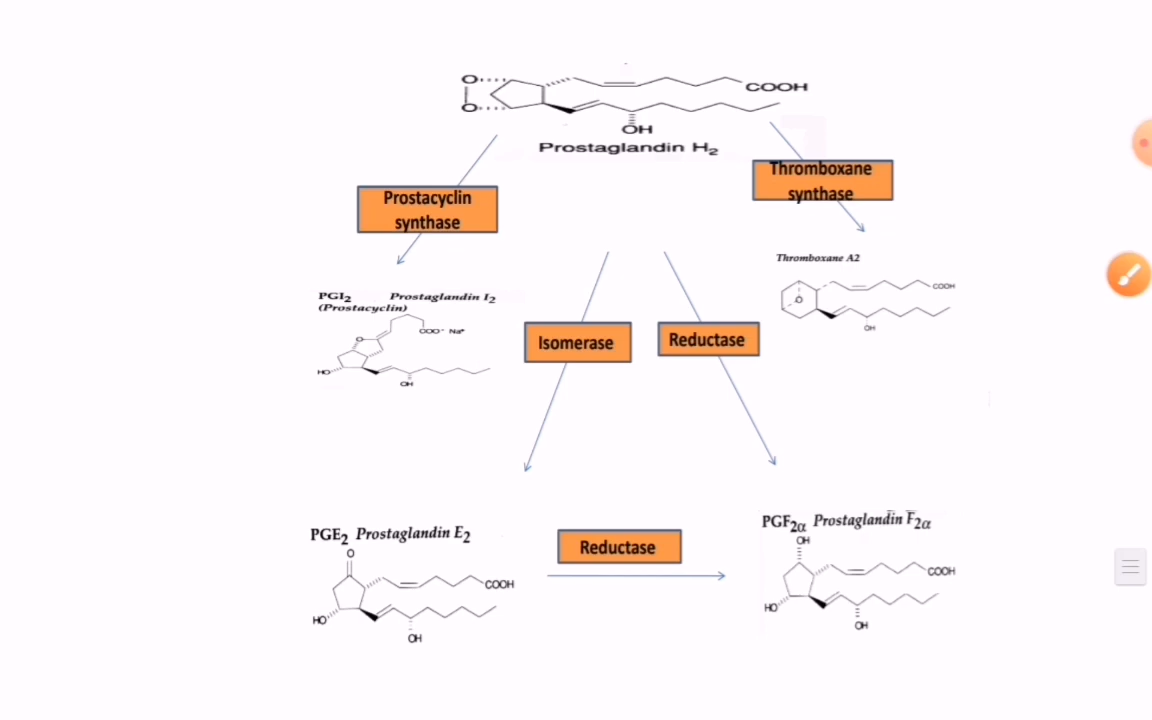 O
COOH
O
OH
Prostaglandin H2
Thromboxane
synthase
Prostacyclin
synthase
Thromboxane A2
COOH
O
OH
PGI2 Prostaglandin I2
(Prostacyclin)
COO- Na+
O
HO
OH
Isomerase
Reductase
PGE2 Prostaglandin E2
O
COOH
HO
OH
Reductase
PGF2α Prostaglandin F2α
OH
COOH
HO
OH